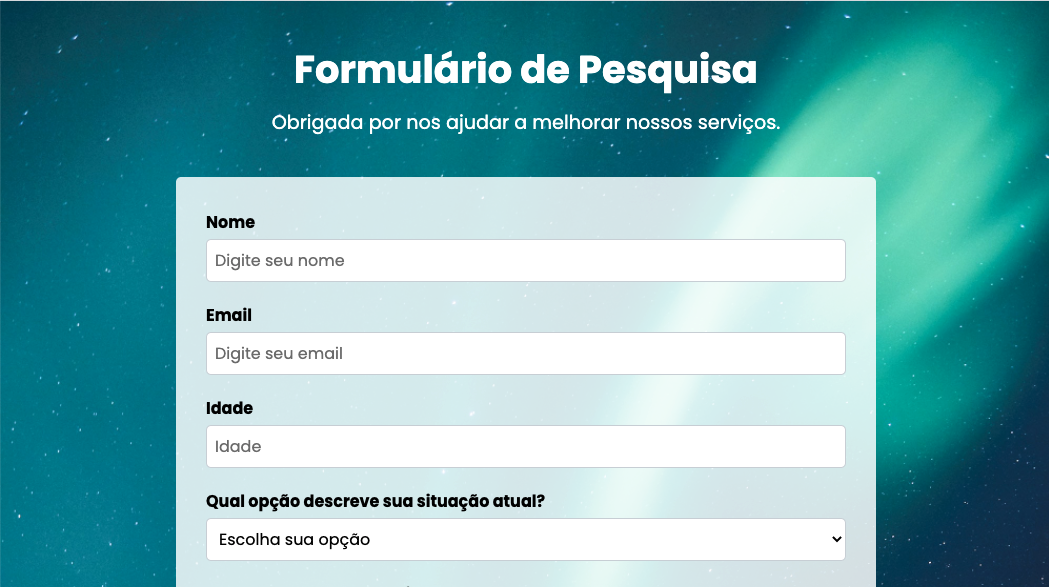 Formulário de Pesquisa
Obrigada por nos ajudar a melhorar nossos serviços.
Nome
Digite seu nome
Email
Digite seu email
Idade
Idade
Qual opção descreve sua situação atual?
Escolha sua opção